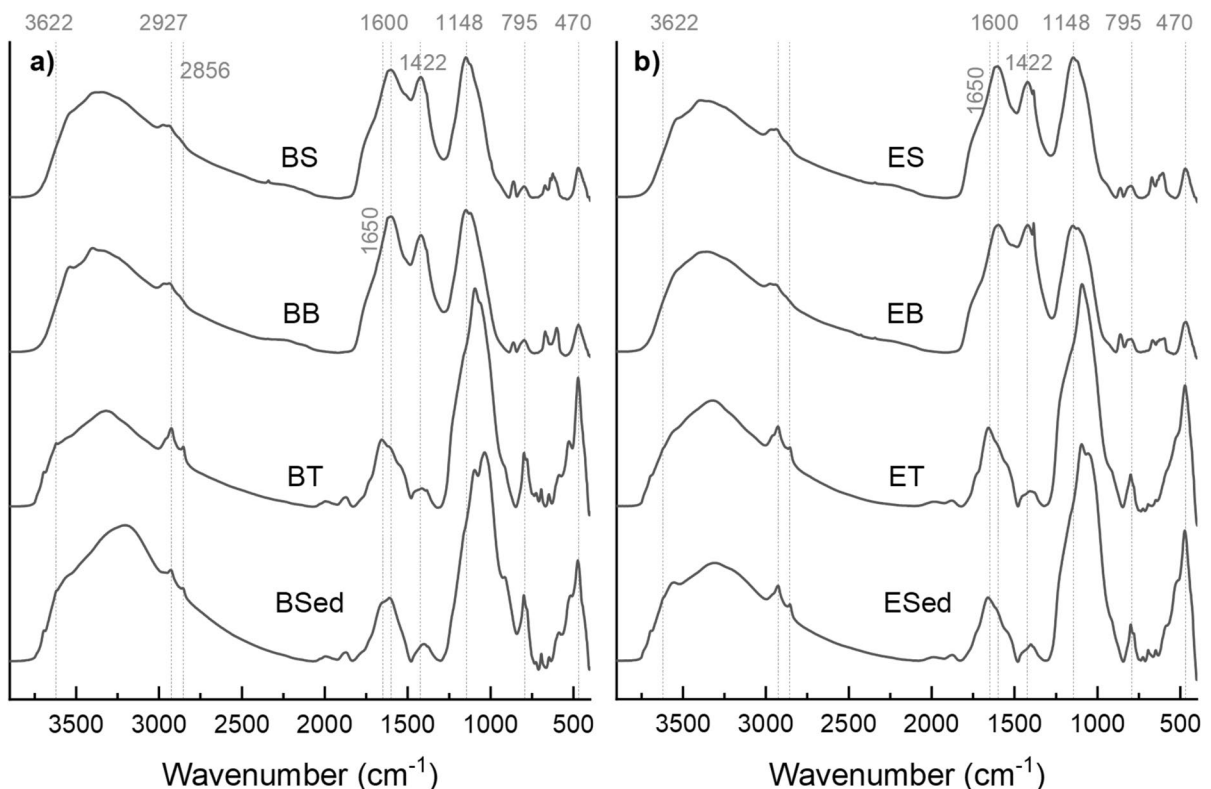 3622 2927 1600 1148 795 470 3622 1600 1148 795 470
a) 2856 1422 b) 1650 1422
BS ES
1650
BB EB
BT ET
BSed ESed
3500 3000 2500 2000 1500 1000 500 3500 3000 2500 2000 1500 1000 500
Wavenumber (cm⁻¹) Wavenumber (cm⁻¹)